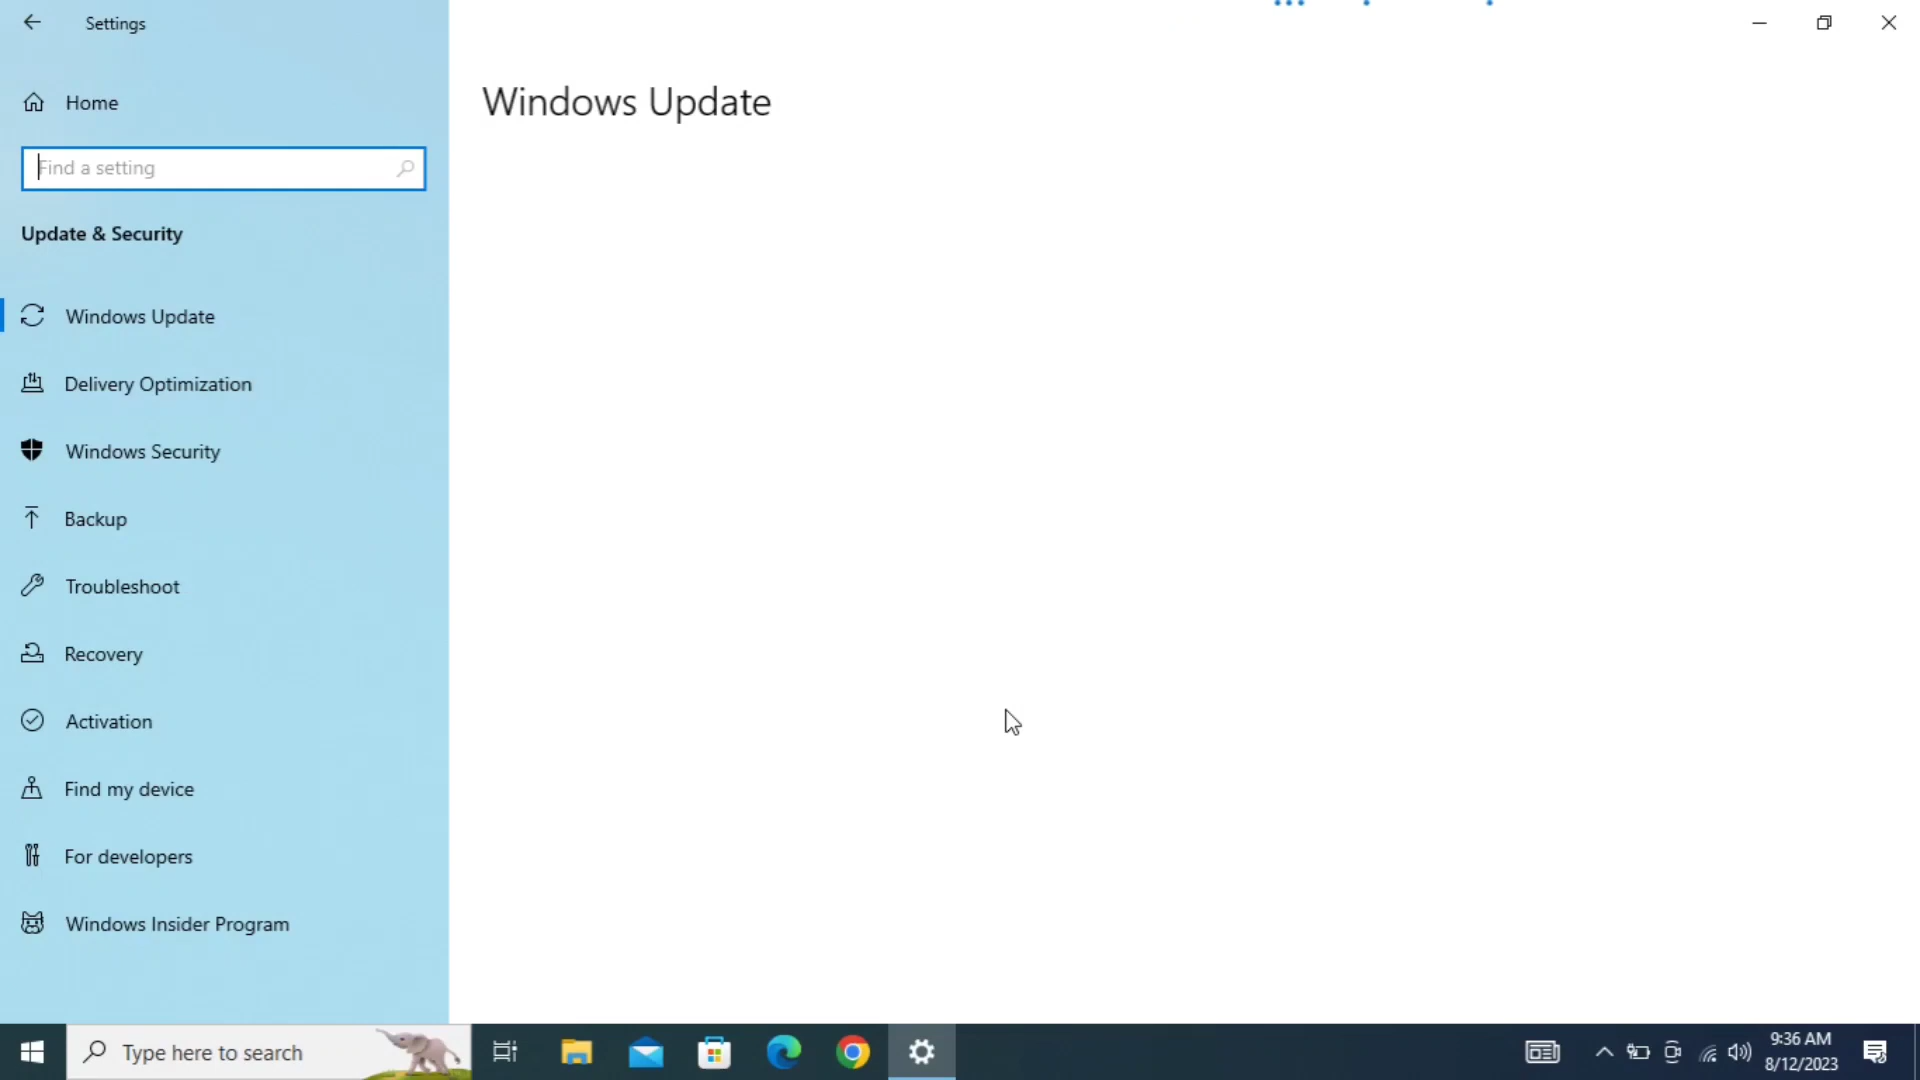 Settings
Home
Find a setting
Update & Security
Windows Update
Delivery Optimization
Windows Security
Backup
Troubleshoot
Recovery
Activation
Find my device
For developers
Windows Insider Program
Windows Update
Type here to search
9:36 AM
8/12/2023